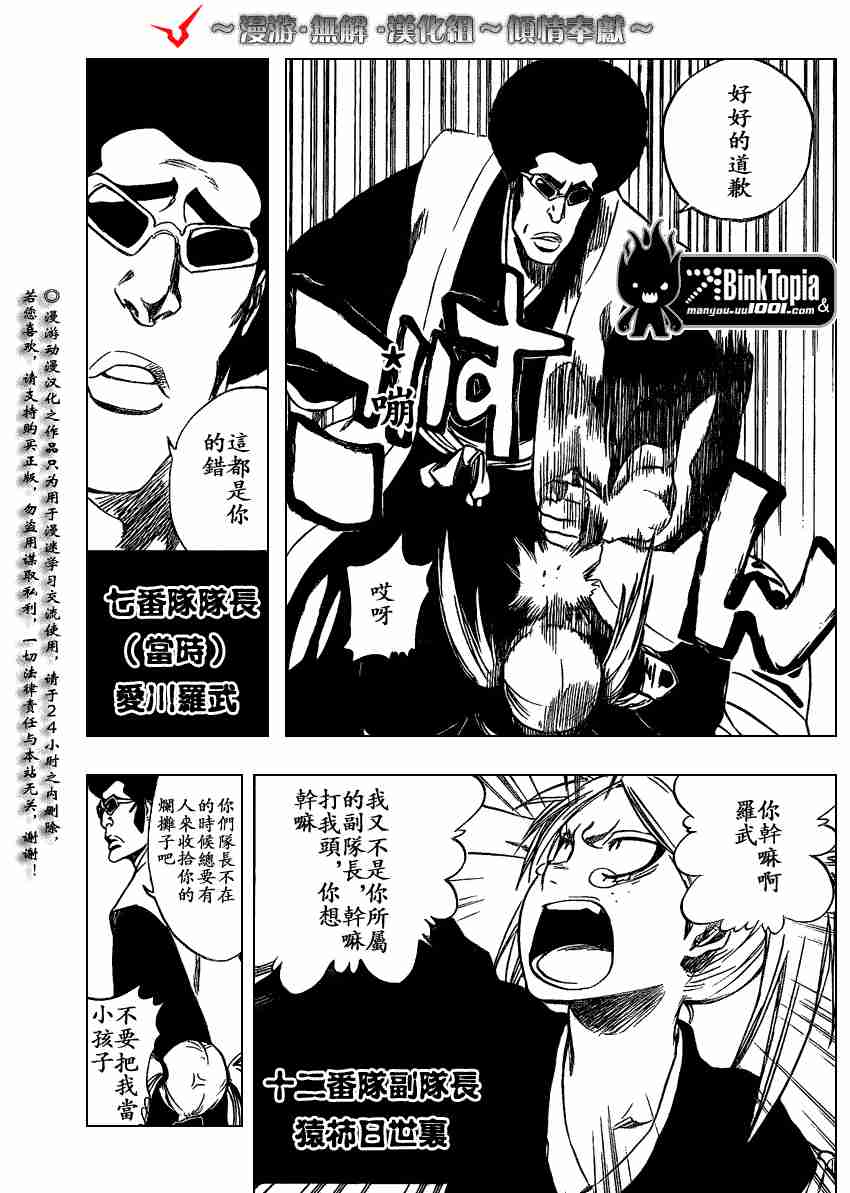 ～漫游·無解·漢化組～傾情奉獻～
好好的道歉
BinkTopia
&
manyou.uu1001.com
★嘣
哎呀
這都是你
的錯
七番隊隊長
（當時）
愛川羅武
你幹嘛啊
羅武
我又不是你所屬
的副隊長，幹嘛
打我頭，你想
幹嘛
十二番隊副隊長
猿柿日世裏
你們隊長不在
的時候總要有
人來收拾你的
爛攤子吧
不要把我當
小孩子
◎漫游动漫汉化之作品只为用于漫迷学习交流使用，请于24小时之内删除，
若您喜欢，请支持购买正版，勿盗用谋取私利，一切法律责任与本站无关，谢谢！